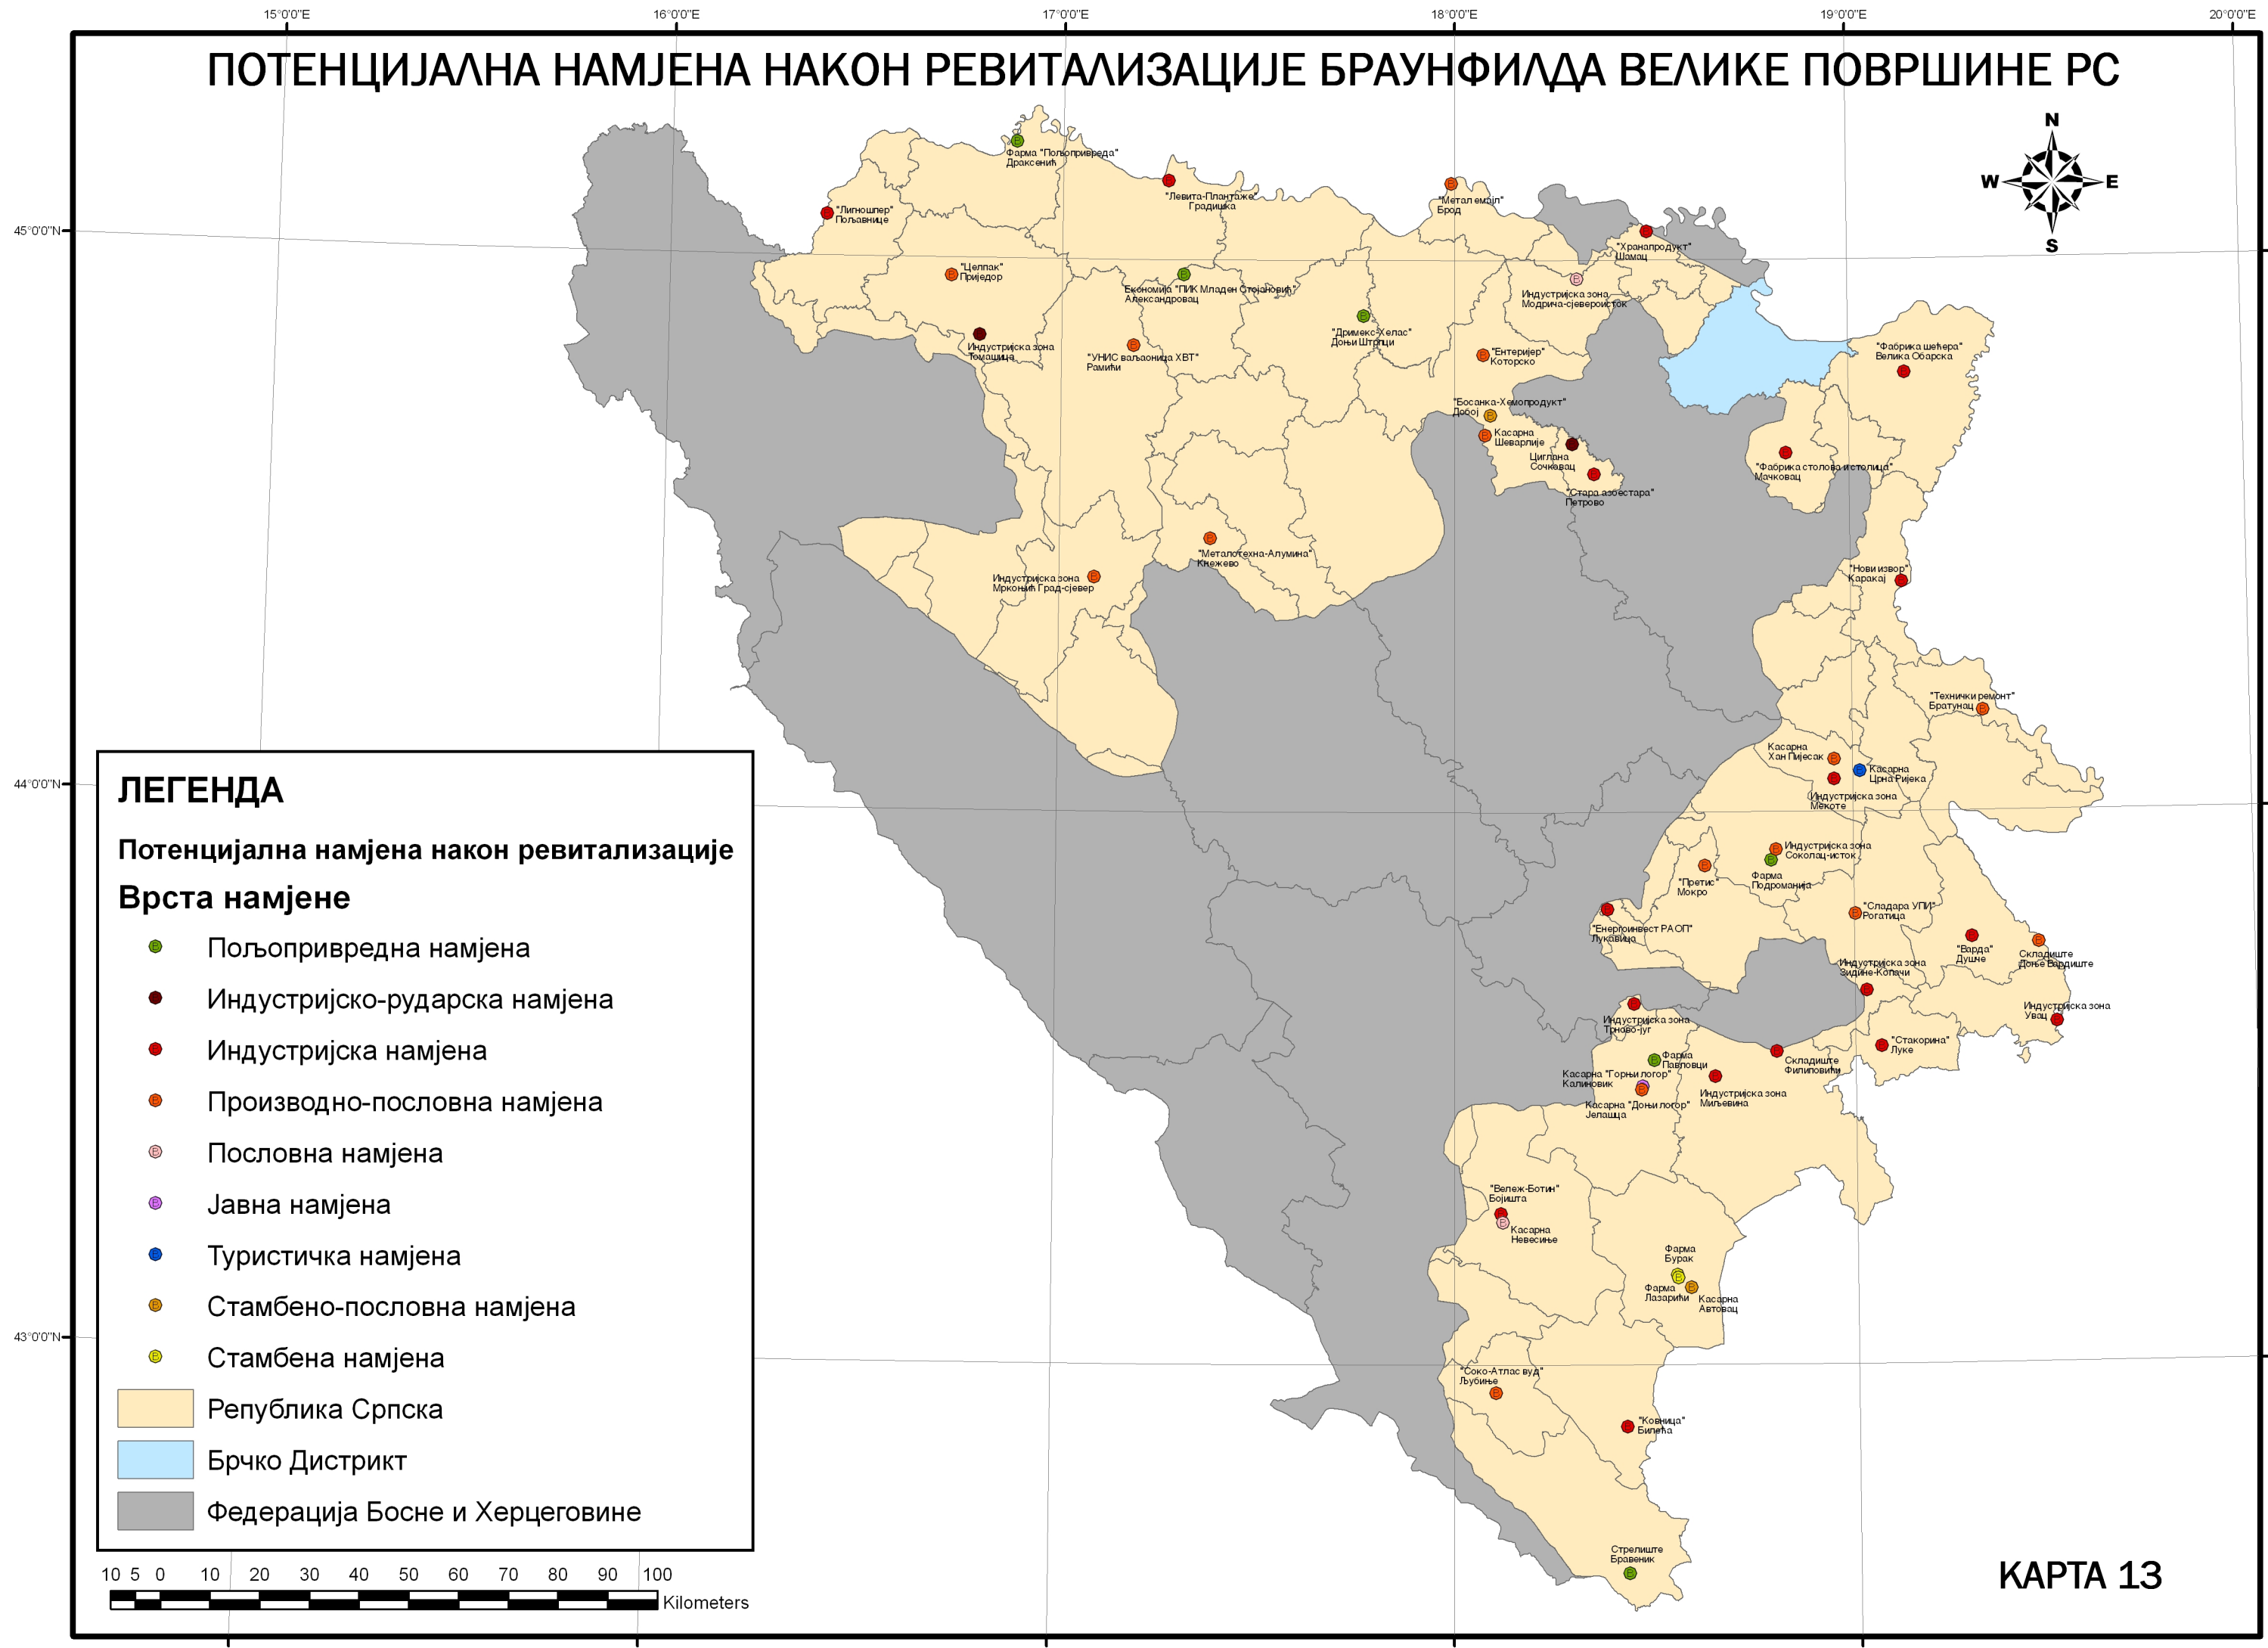 15°0'0"E
16°0'0"E
17°0'0"E
18°0'0"E
19°0'0"E
20°0'0"E
ПОТЕНЦИЈАЛНА НАМЈЕНА НАКОН РЕВИТАЛИЗАЦИЈЕ БРАУНФИЛДА ВЕЛИКЕ ПОВРШИНЕ РС
N
W
E
S
45°0'0"N
44°0'0"N
43°0'0"N
Фарма "Пољопривреда"
Драксенић
"Левита-Плантаже"
Градишка
"Лигношпер"
Пољавнице
"Метал емајл"
Брод
"Хранапродукт"
Шамац
"Целпак"
Приједор
Економија "ПИК Младен Стојановић"
Александровац
Индустријска зона
Модрича-сјевероисток
"Дримекс-Хелас"
Доњи Штрпци
Индустријска зона
Томашица
"УНИС ваљаоница ХВТ"
Рамићи
"Ентеријер"
Которско
"Фабрика шећера"
Велика Обарска
"Босанка-Хемопродукт"
Добој
Касарна
Шеварлије
Циглана
Сочковац
"Стара азбестара"
Петрово
"Фабрика столова и столица"
Мачковац
"Металотехна-Алумина"
Кнежево
Индустријска зона
Мркоњић Град-сјевер
"Нови извор"
Каракај
"Технички ремонт"
Братунац
Касарна
Хан Пијесак
Касарна
Црна Ријека
Индустријска зона
Мекоте
Индустријска зона
Соколац-исток
Фарма
Подроманија
"Претис"
Мокро
"Сладара УПИ"
Рогатица
"Енергоинвест РАОП"
Лукавица
"Варда"
Душче
Складиште
Доње Вардиште
Индустријска зона
Зидине-Копачи
Индустријска зона
Увац
Индустријска зона
Трново-југ
"Стакорина"
Луке
Фарма
Павловци
Складиште
Филиповићи
Касарна "Горњи логор"
Калиновик
Индустријска зона
Миљевина
Касарна "Доњи логор"
Јелашца
"Вележ-Ботин"
Бојишта
Касарна
Невесиње
Фарма
Бурак
Фарма
Лазарићи
Касарна
Автовац
"Соко-Атлас вуд"
Љубиње
"Ковница"
Билећа
Стрелиште
Бравеник
ЛЕГЕНДА
Потенцијална намјена након ревитализације
Врста намјене
Пољопривредна намјена
Индустријско-рударска намјена
Индустријска намјена
Производно-пословна намјена
Пословна намјена
Јавна намјена
Туристичка намјена
Стамбено-пословна намјена
Стамбена намјена
Република Српска
Брчко Дистрикт
Федерација Босне и Херцеговине
10 5 0 10 20 30 40 50 60 70 80 90 100
Kilometers
КАРТА 13